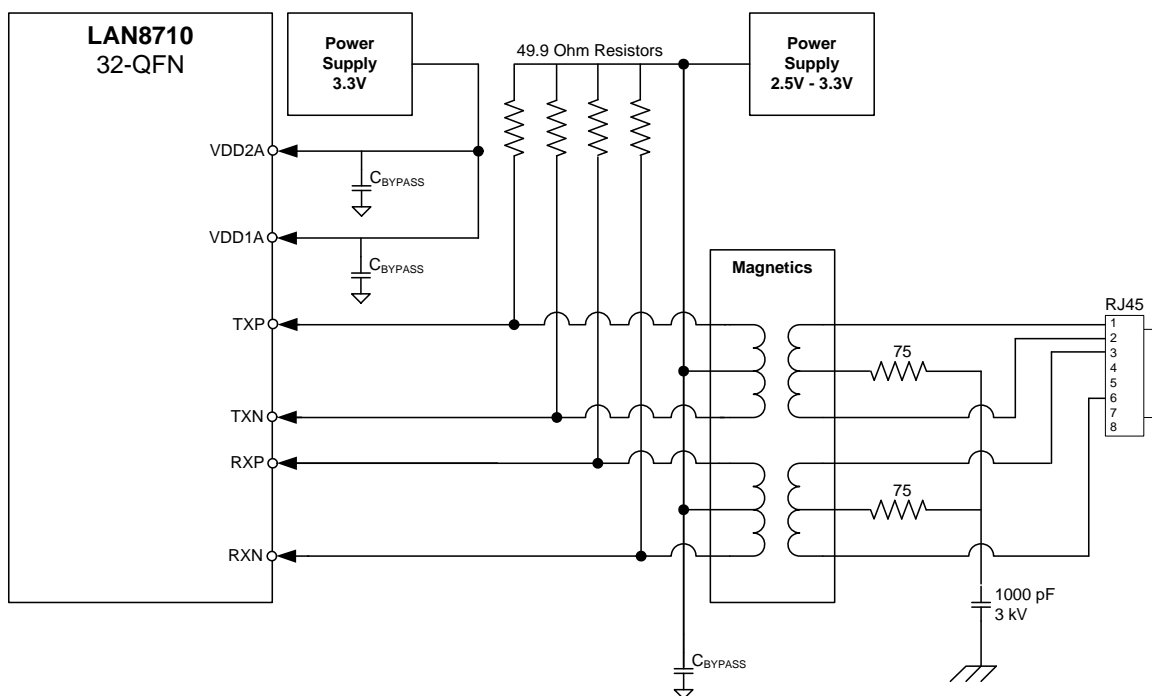 LAN8710
32-QFN
Power
Supply
3.3V
49.9 Ohm Resistors
Power
Supply
2.5V - 3.3V
VDD2A
CBYPASS
VDD1A
CBYPASS
Magnetics
TXP
RJ45
1
2
3
4
5
6
7
8
75
TXN
RXP
75
RXN
1000 pF
3 kV
CBYPASS